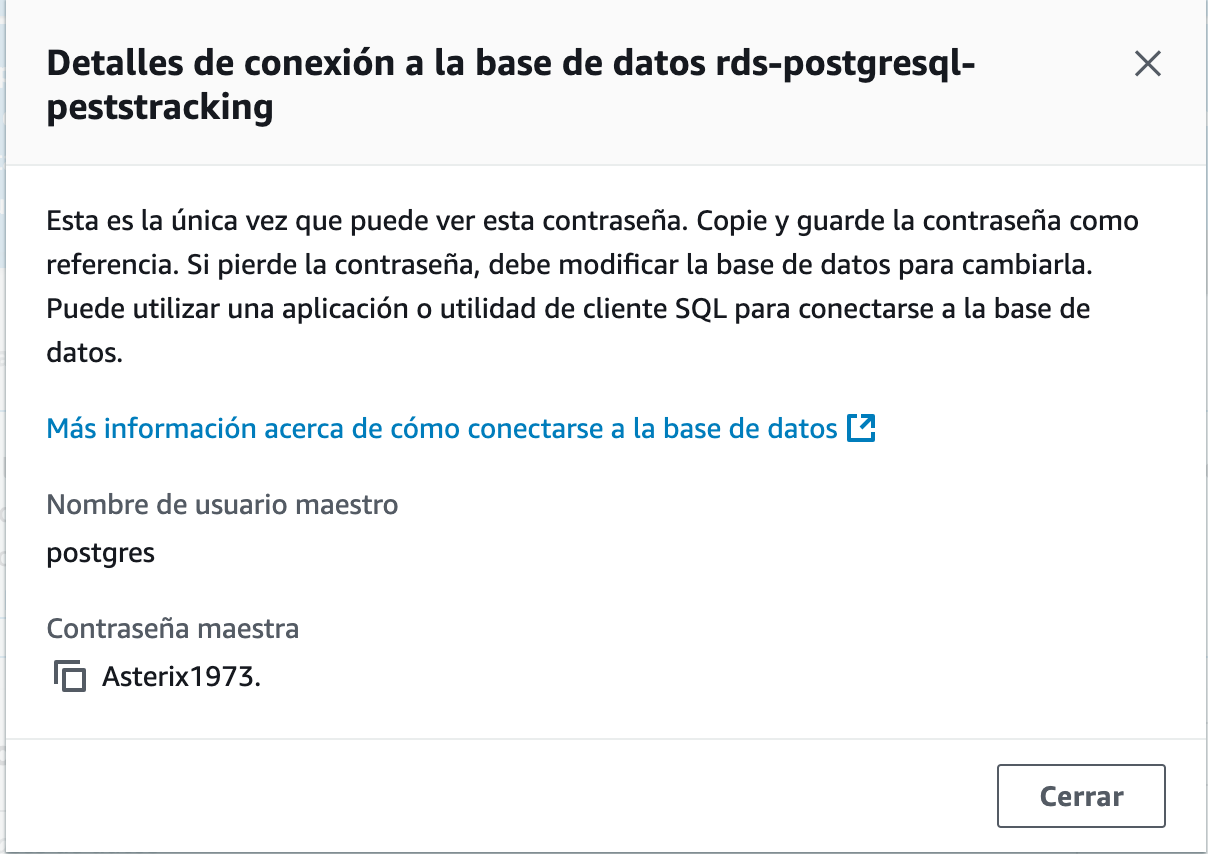 Detalles de conexión a la base de datos rds-postgresql-
peststracking
Esta es la única vez que puede ver esta contraseña. Copie y guarde la contraseña como
referencia. Si pierde la contraseña, debe modificar la base de datos para cambiarla.
Puede utilizar una aplicación o utilidad de cliente SQL para conectarse a la base de
datos.
Más información acerca de cómo conectarse a la base de datos
Nombre de usuario maestro
postgres
Contraseña maestra
Asterix1973.
Cerrar